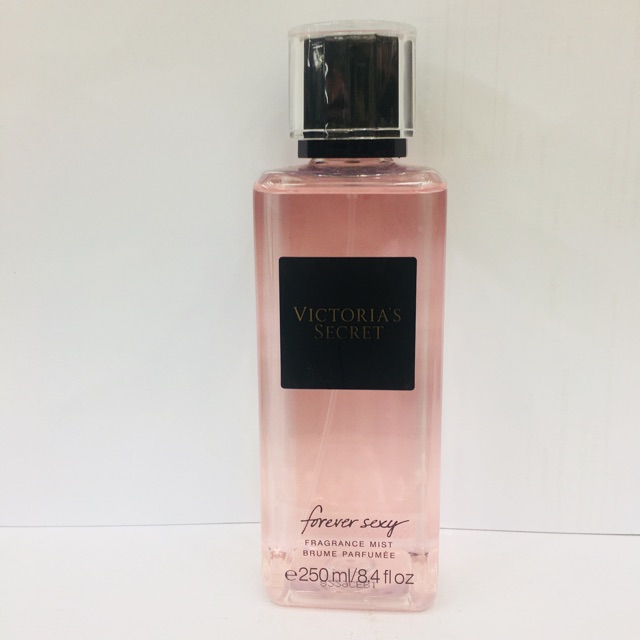 VICTORIA'S
SECRET
forever sexy
FRAGRANCE MIST
BRUME PARFUMÉE
℮250 ml/8.4 fl oz